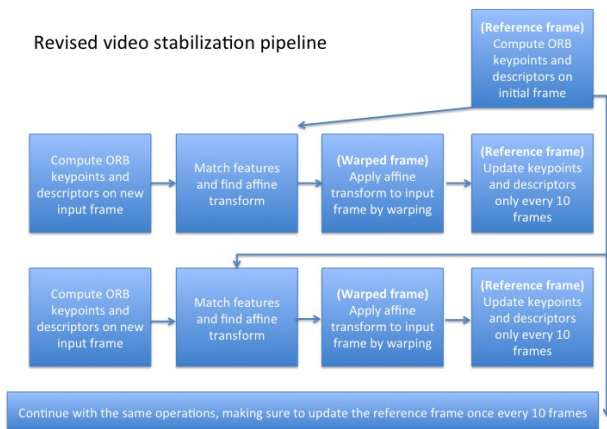 Revised video stabilization pipeline
(Reference frame)
Compute ORB
keypoints and
descriptors on
initial frame
Compute ORB
keypoints and
descriptors on new
input frame
Match features
and find affine
transform
(Warped frame)
Apply affine
transform to input
frame by warping
(Reference frame)
Update keypoints
and descriptors
only every 10
frames
Compute ORB
keypoints and
descriptors on new
input frame
Match features
and find affine
transform
(Warped frame)
Apply affine
transform to input
frame by warping
(Reference frame)
Update keypoints
and descriptors
only every 10
frames
Continue with the same operations, making sure to update the reference frame once every 10 frames